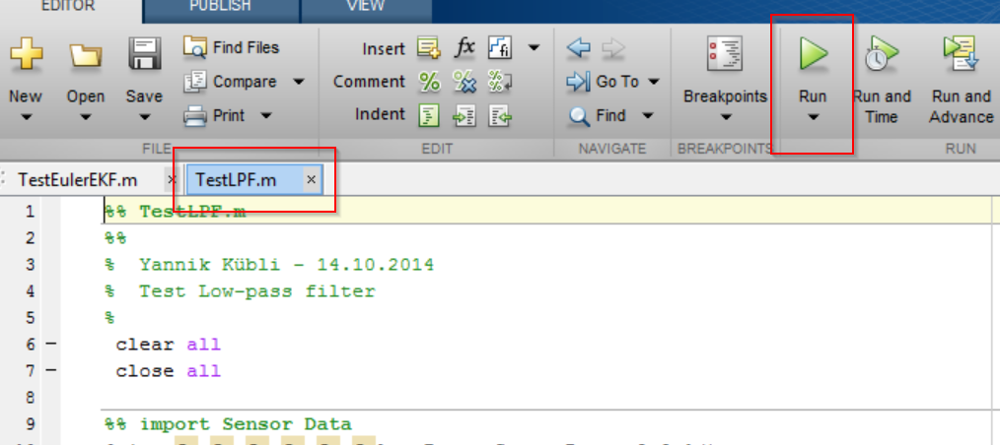 EDITOR PUBLISH VIEW
Find Files Insert fx fi
Compare Comment % Go To
New Open Save Print Indent Find Breakpoints Run Run and Time Run and Advance
FILE EDIT NAVIGATE BREAKPOINTS RUN
TestEulerEKF.m × TestLPF.m ×
1 %% TestLPF.m
2 %%
3 % Yannik Kübli - 14.10.2014
4 % Test Low-pass filter
5 %
6 clear all
7 close all
8
9 %% import Sensor Data